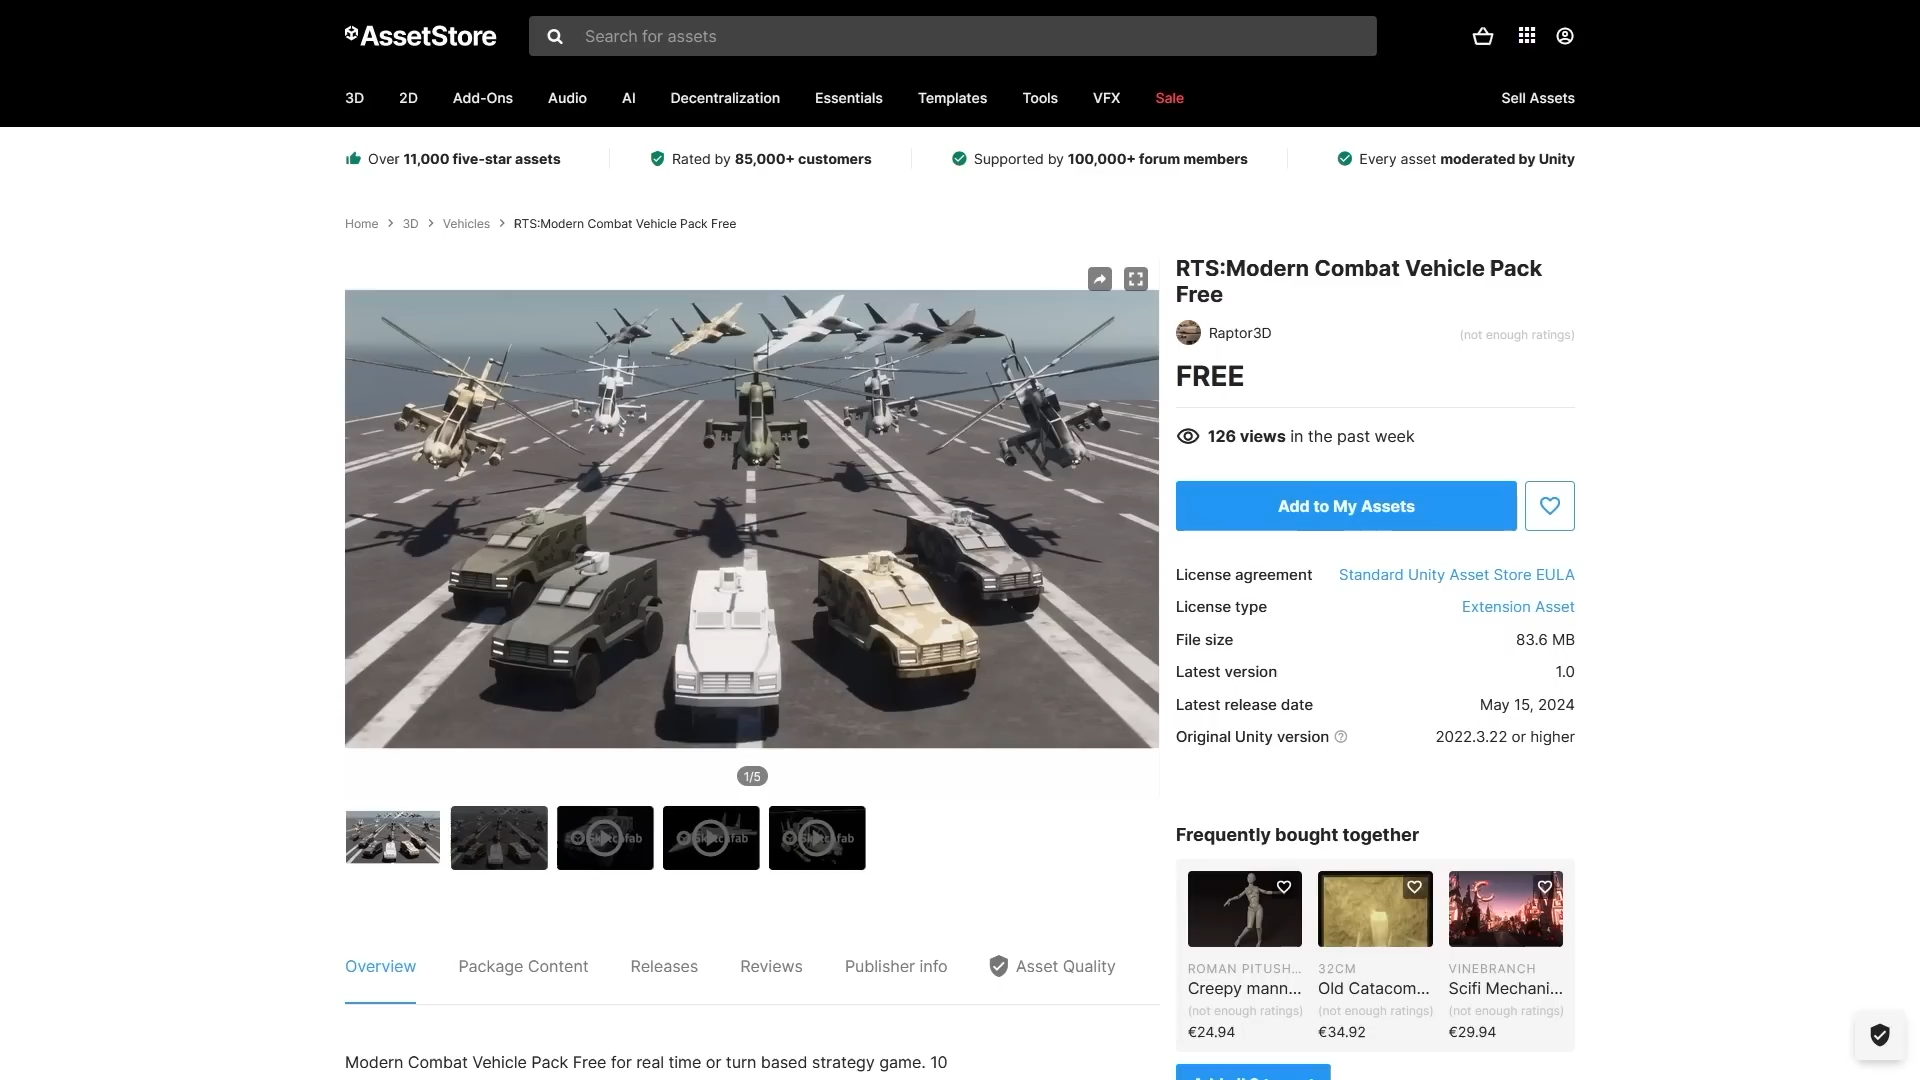 AssetStore
Search for assets
3D 2D Add-Ons Audio AI Decentralization Essentials Templates Tools VFX Sale Sell Assets
Over 11,000 five-star assets
Rated by 85,000+ customers
Supported by 100,000+ forum members
Every asset moderated by Unity
Home > 3D > Vehicles > RTS:Modern Combat Vehicle Pack Free
RTS:Modern Combat Vehicle Pack
Free
Raptor3D
(not enough ratings)
FREE
126 views in the past week
Add to My Assets
License agreement Standard Unity Asset Store EULA
License type Extension Asset
File size 83.6 MB
Latest version 1.0
Latest release date May 15, 2024
Original Unity version 2022.3.22 or higher
1/5
Overview Package Content Releases Reviews Publisher info Asset Quality
Modern Combat Vehicle Pack Free for real time or turn based strategy game. 10
Frequently bought together
ROMAN PITUSH...
Creepy mann...
(not enough ratings)
€24.94
32CM
Old Catacom...
(not enough ratings)
€34.92
VINEBRANCH
Scifi Mechani...
(not enough ratings)
€29.94